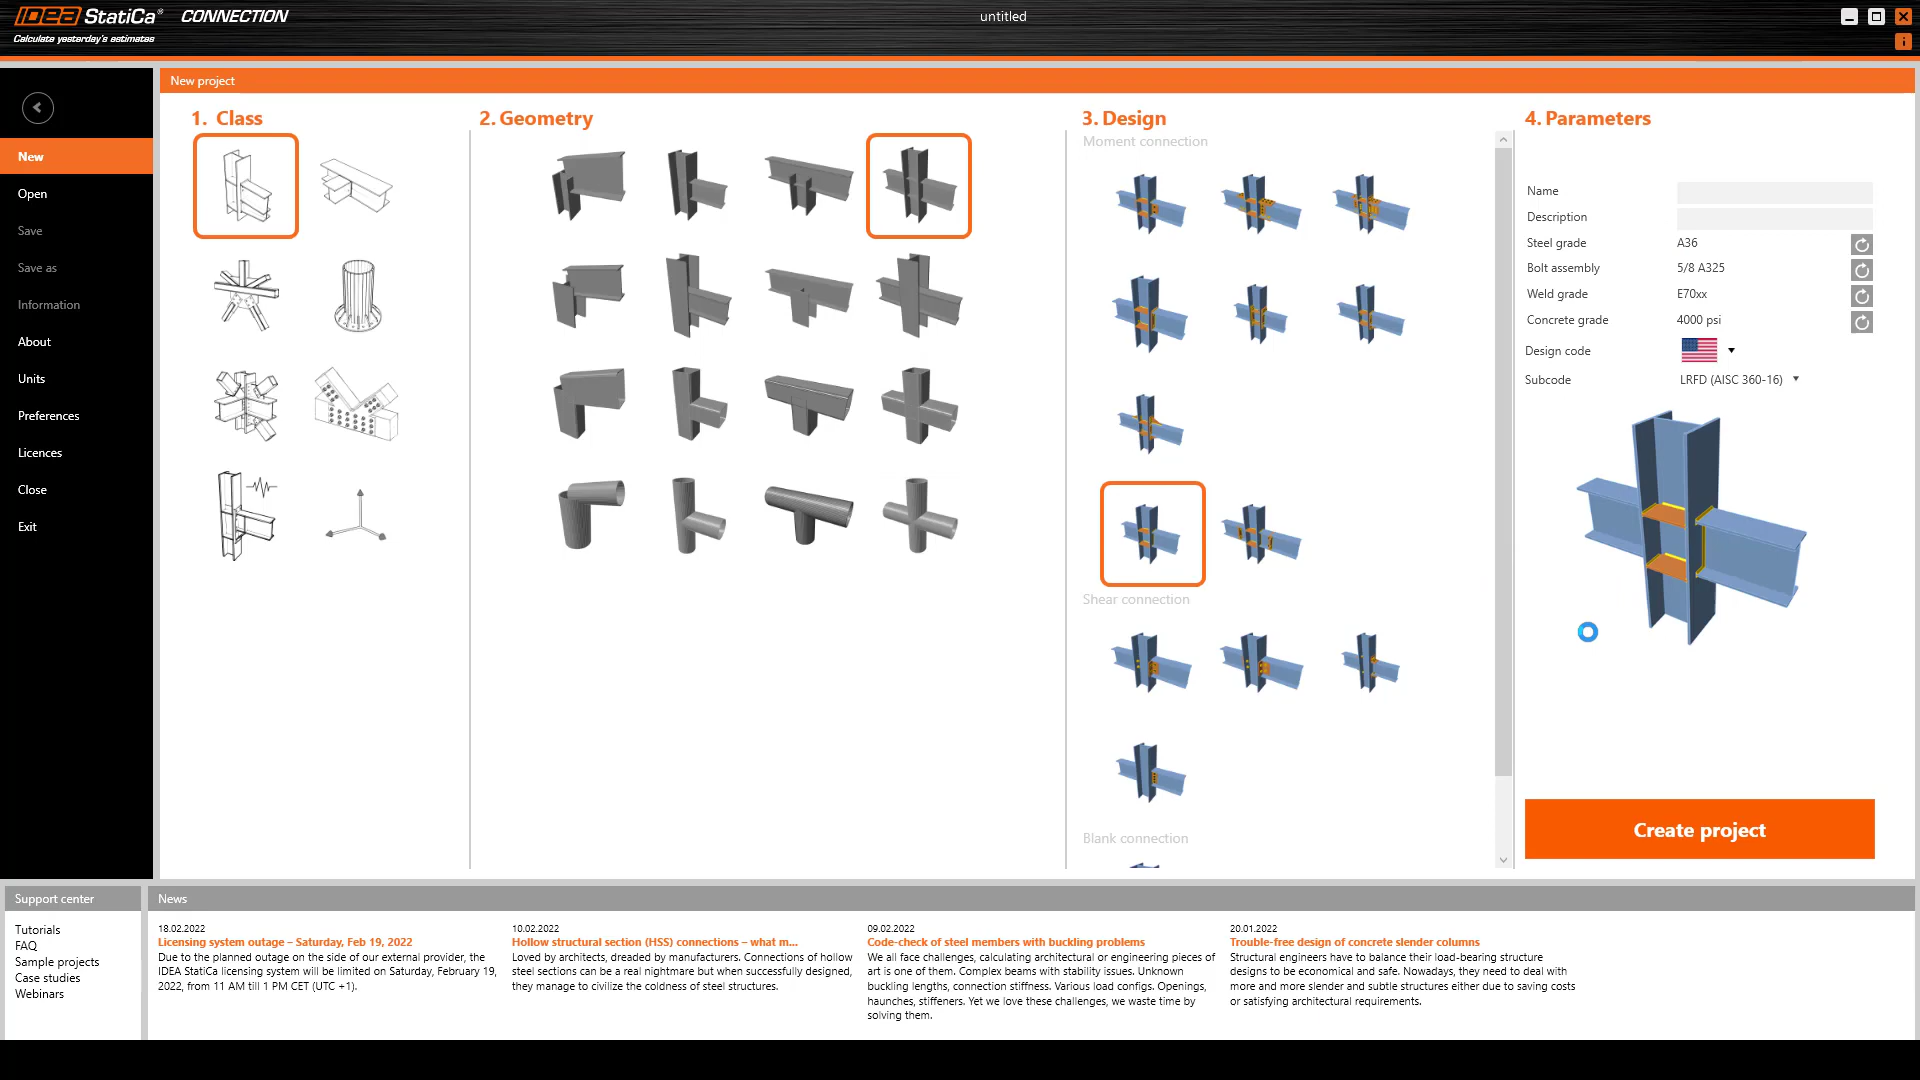 IDEA StatiCa® CONNECTION
untitled
Calculate yesterday's estimates
New project
New
Open
Save
Save as
Information
About
Units
Preferences
Licences
Close
Exit
1. Class
2. Geometry
3. Design
Moment connection
Shear connection
Blank connection
4. Parameters
Name
Description
Steel grade A36
Bolt assembly 5/8 A325
Weld grade E70xx
Concrete grade 4000 psi
Design code
Subcode LRFD (AISC 360-16)
Create project
Support center
Tutorials
FAQ
Sample projects
Case studies
Webinars
News
18.02.2022
Licensing system outage – Saturday, Feb 19, 2022
Due to the planned outage on the side of our external provider, the
IDEA StatiCa licensing system will be limited on Saturday, February 19,
2022, from 11 AM till 1 PM CET (UTC +1).
10.02.2022
Hollow structural section (HSS) connections – what m...
Loved by architects, dreaded by manufacturers. Connections of hollow
steel sections can be a real nightmare but when successfully designed,
they manage to civilize the coldness of steel structures.
09.02.2022
Code-check of steel members with buckling problems
We all face challenges, calculating architectural or engineering pieces of
art is one of them. Complex beams with stability issues. Unknown
buckling lengths, connection stiffness. Various load configs. Openings,
haunches, stiffeners. Yet we love these challenges, we waste time by
solving them.
20.01.2022
Trouble-free design of concrete slender columns
Structural engineers have to balance their load-bearing structure
designs to be economical and safe. Nowadays, they need to deal with
more and more slender and subtle structures either due to saving costs
or satisfying architectural requirements.